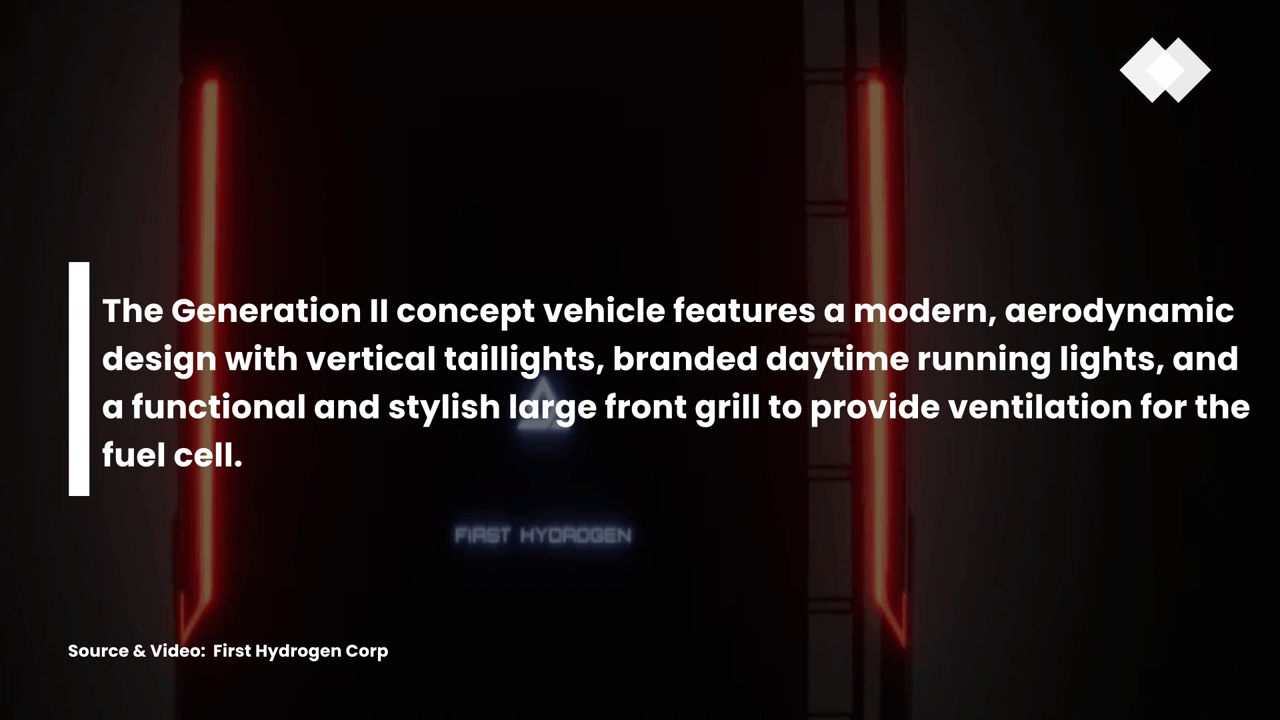 The Generation II concept vehicle features a modern, aerodynamic
design with vertical taillights, branded daytime running lights, and
a functional and stylish large front grill to provide ventilation for the
fuel cell.
FIRST HYDROGEN
Source & Video: First Hydrogen Corp